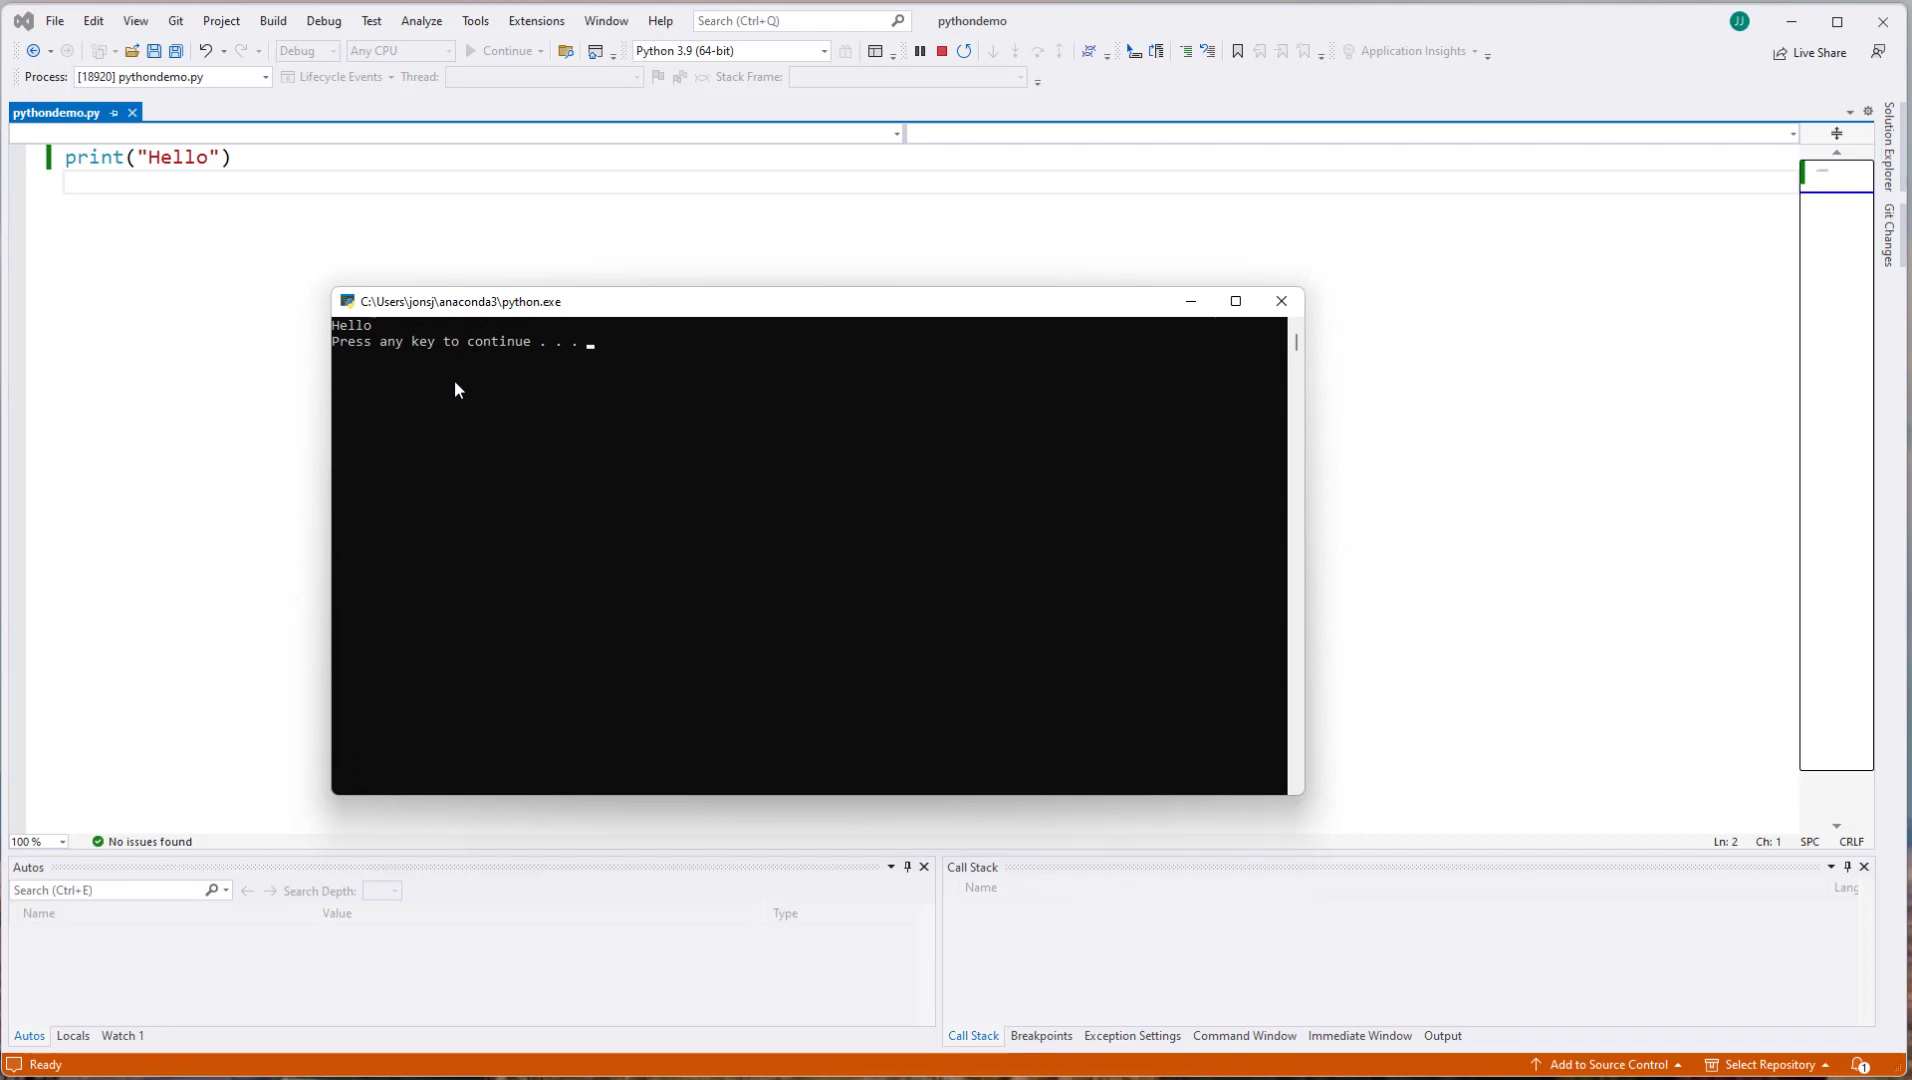 File Edit View Git Project Build Debug Test Analyze Tools Extensions Window Help Search (Ctrl+Q) pythondemo JJ
Debug Any CPU Continue Python 3.9 (64-bit) Application Insights Live Share
Process: [18920] pythondemo.py Lifecycle Events Thread: Stack Frame:
pythondemo.py
print("Hello")
Solution Explorer
Git Changes
C:\Users\jonsj\anaconda3\python.exe
Hello
Press any key to continue . . .
100 % No issues found Ln: 2 Ch: 1 SPC CRLF
Autos
Search (Ctrl+E) Search Depth:
Name Value Type
Autos Locals Watch 1
Call Stack
Name Lang
Call Stack Breakpoints Exception Settings Command Window Immediate Window Output
Ready Add to Source Control Select Repository 1